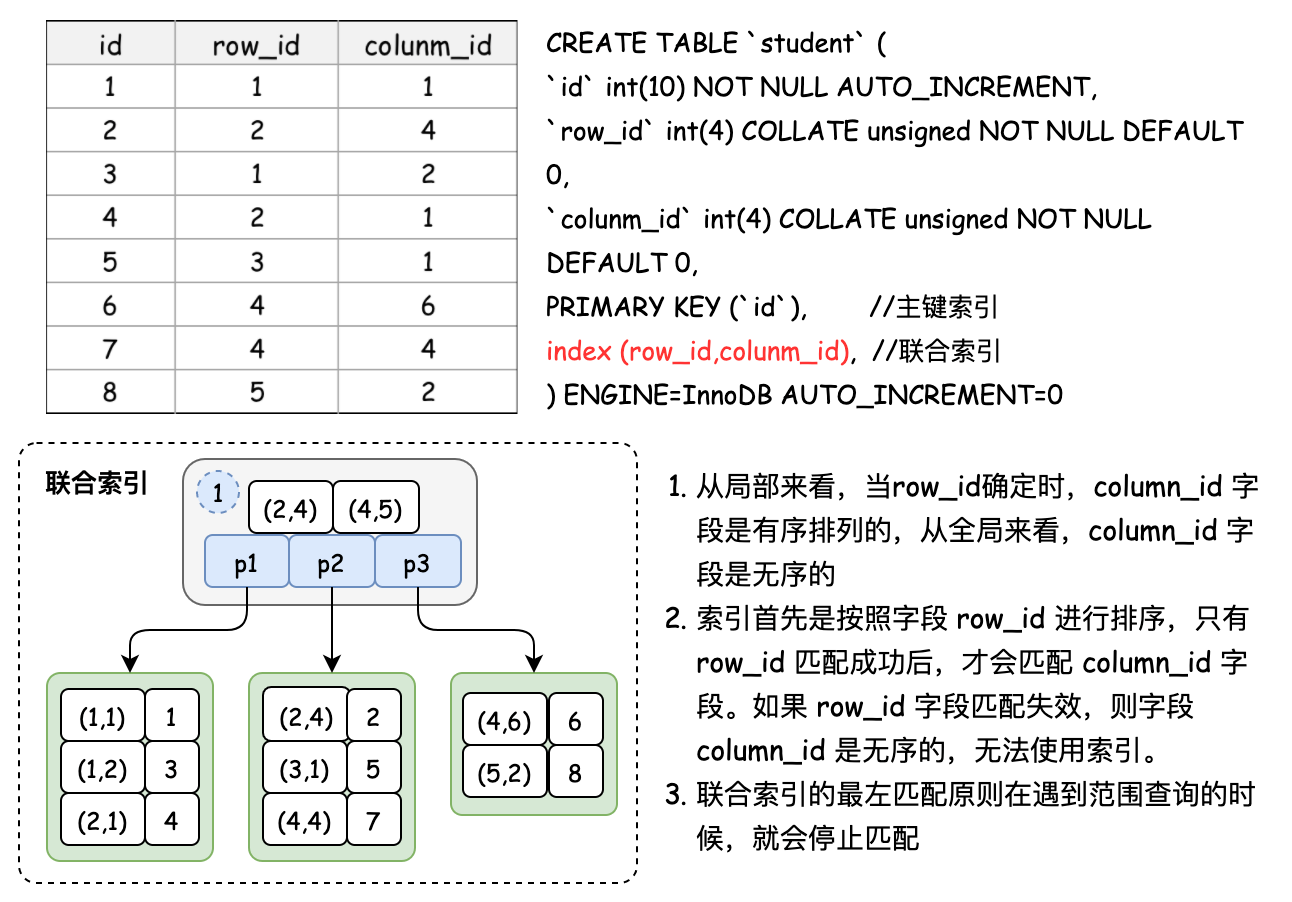 id row_id colunm_id
1 1 1
2 2 4
3 1 2
4 2 1
5 3 1
6 4 6
7 4 4
8 5 2
CREATE TABLE `student` (
`id` int(10) NOT NULL AUTO_INCREMENT,
`row_id` int(4) COLLATE unsigned NOT NULL DEFAULT
0,
`colunm_id` int(4) COLLATE unsigned NOT NULL
DEFAULT 0,
PRIMARY KEY (`id`), //主键索引
index (row_id,colunm_id), //联合索引
) ENGINE=InnoDB AUTO_INCREMENT=0
联合索引
1
(2,4) (4,5)
p1 p2 p3
(1,1) 1
(1,2) 3
(2,1) 4
(2,4) 2
(3,1) 5
(4,4) 7
(4,6) 6
(5,2) 8
1. 从局部来看，当row_id确定时，column_id 字
段是有序排列的，从全局来看，column_id 字
段是无序的
2. 索引首先是按照字段 row_id 进行排序，只有
row_id 匹配成功后，才会匹配 column_id 字
段。如果 row_id 字段匹配失效，则字段
column_id 是无序的，无法使用索引。
3. 联合索引的最左匹配原则在遇到范围查询的时
候，就会停止匹配